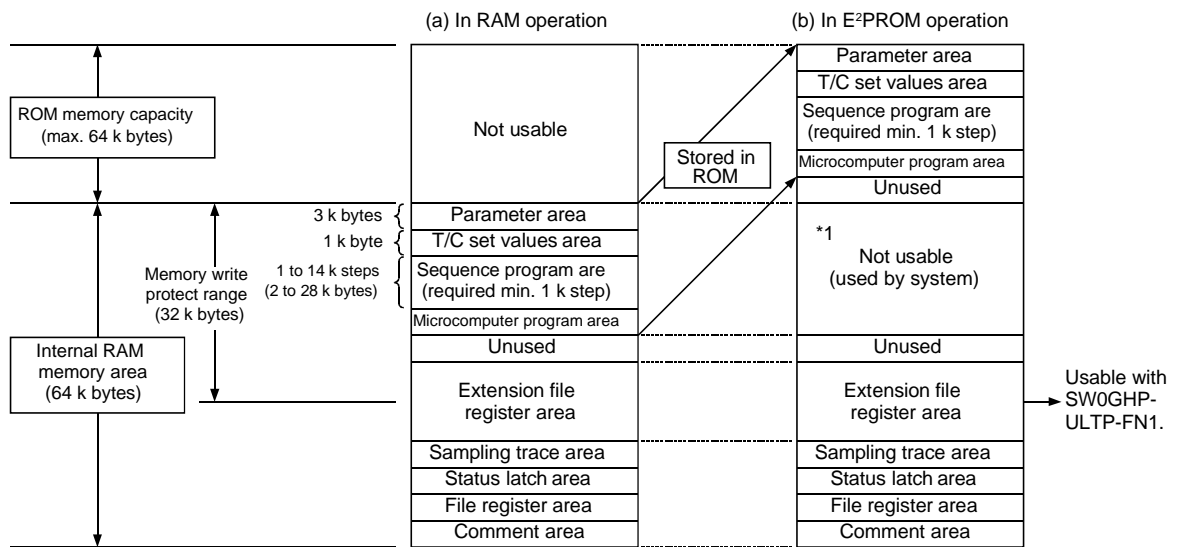 (a) In RAM operation
(b) In E²PROM operation
ROM memory capacity
(max. 64 k bytes)
Internal RAM
memory area
(64 k bytes)
Memory write
protect range
(32 k bytes)
3 k bytes
1 k byte
1 to 14 k steps
(2 to 28 k bytes)
Not usable
Parameter area
T/C set values area
Sequence program are
(required min. 1 k step)
Microcomputer program area
Unused
Extension file
register area
Sampling trace area
Status latch area
File register area
Comment area
Stored in
ROM
Parameter area
T/C set values area
Sequence program are
(required min. 1 k step)
Microcomputer program area
Unused
*1
Not usable
(used by system)
Unused
Extension file
register area
Sampling trace area
Status latch area
File register area
Comment area
Usable with
SW0GHP-
ULTP-FN1.